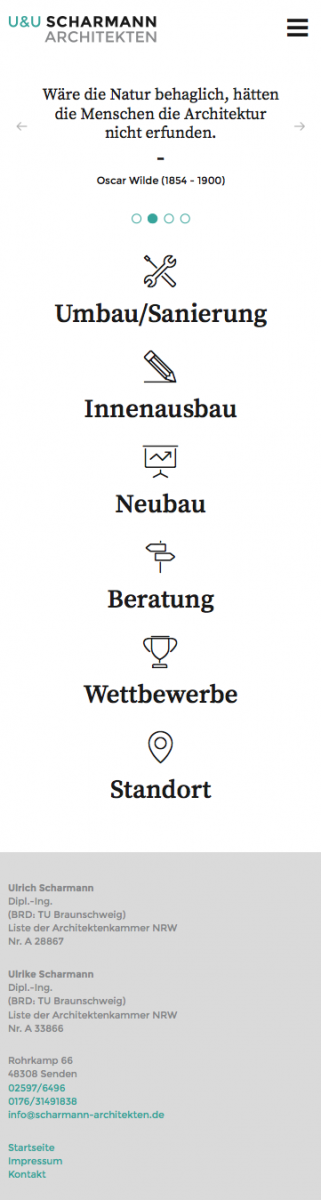 U&U SCHARMANN
ARCHITEKTEN
Wäre die Natur behaglich, hätten
die Menschen die Architektur
nicht erfunden.
-
Oscar Wilde (1854 - 1900)
Umbau/Sanierung
Innenausbau
Neubau
Beratung
Wettbewerbe
Standort
Ulrich Scharmann
Dipl.-Ing.
(BRD: TU Braunschweig)
Liste der Architektenkammer NRW
Nr. A 28867
Ulrike Scharmann
Dipl.-Ing.
(BRD: TU Braunschweig)
Liste der Architektenkammer NRW
Nr. A 33866
Rohrkamp 66
48308 Senden
02597/6496
0176/31491838
info@scharmann-architekten.de
Startseite
Impressum
Kontakt